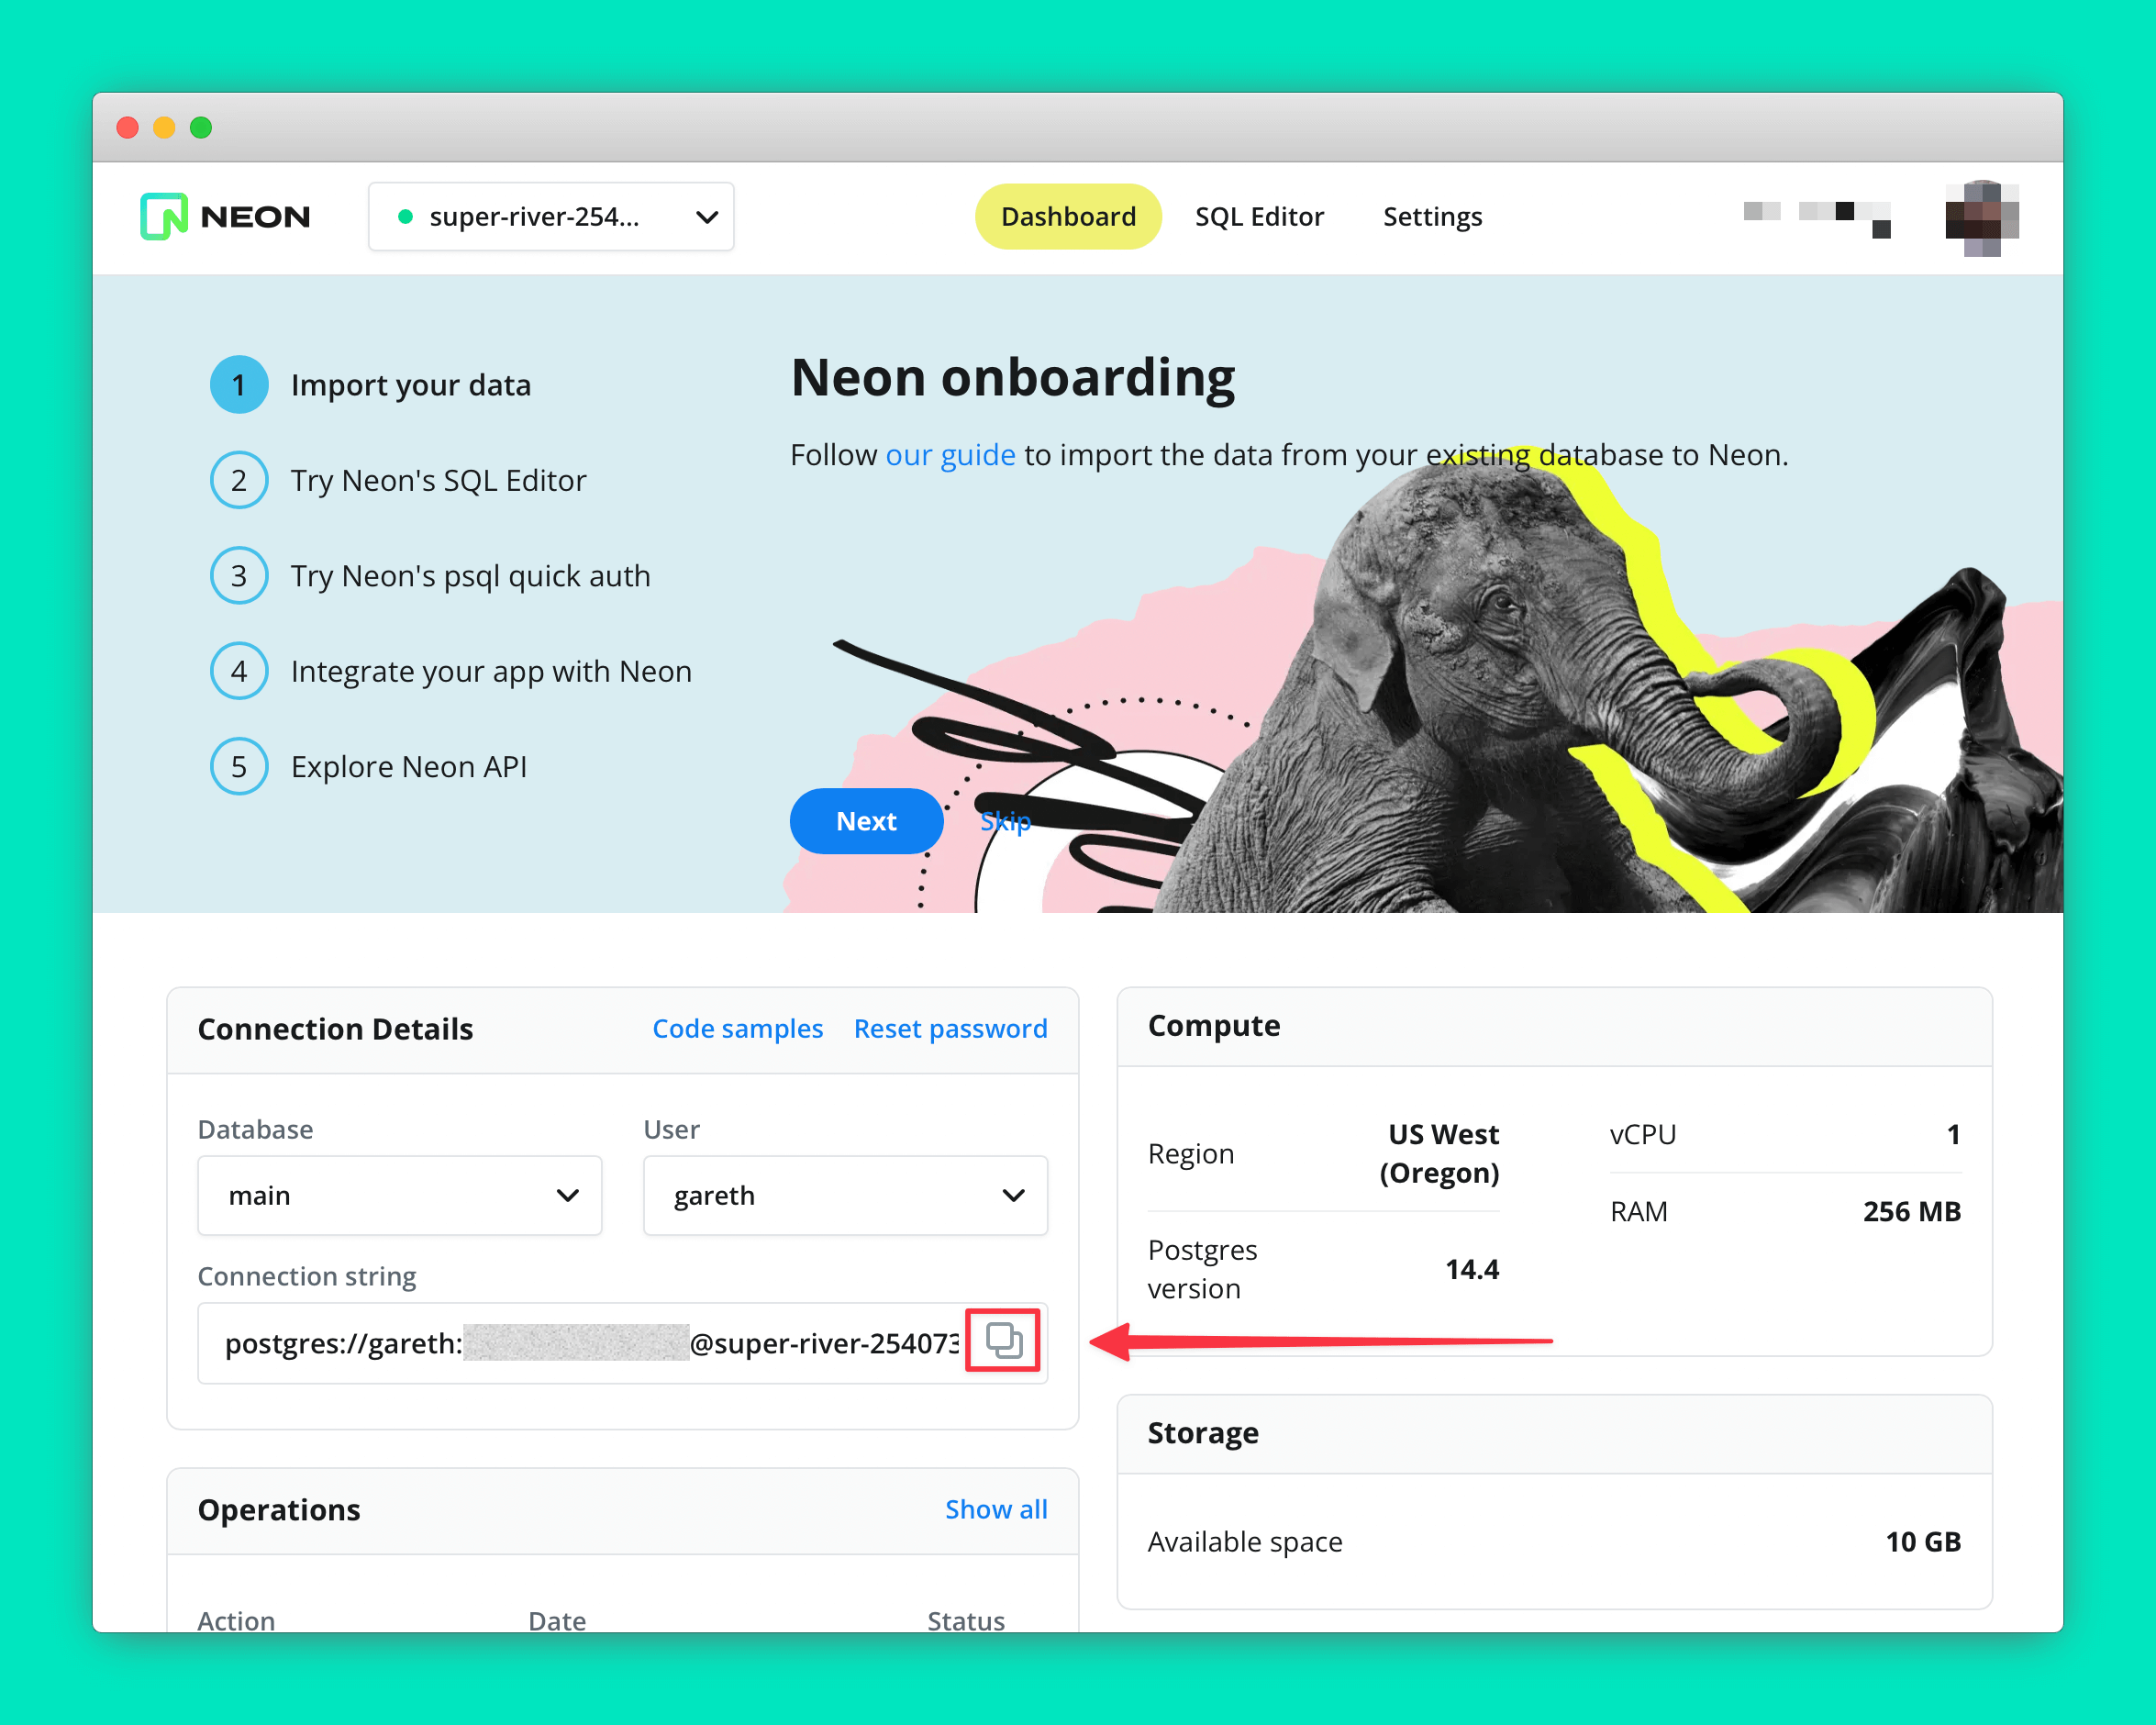 NEON
super-river-254...
Dashboard
SQL Editor
Settings
1 Import your data
2 Try Neon's SQL Editor
3 Try Neon's psql quick auth
4 Integrate your app with Neon
5 Explore Neon API
Neon onboarding
Follow our guide to import the data from your existing database to Neon.
Next
Skip
Connection Details
Code samples
Reset password
Database
User
main
gareth
Connection string
postgres://gareth:
@super-river-254073
Operations
Show all
Action
Date
Status
Compute
Region
US West
(Oregon)
Postgres
version
14.4
vCPU
1
RAM
256 MB
Storage
Available space
10 GB